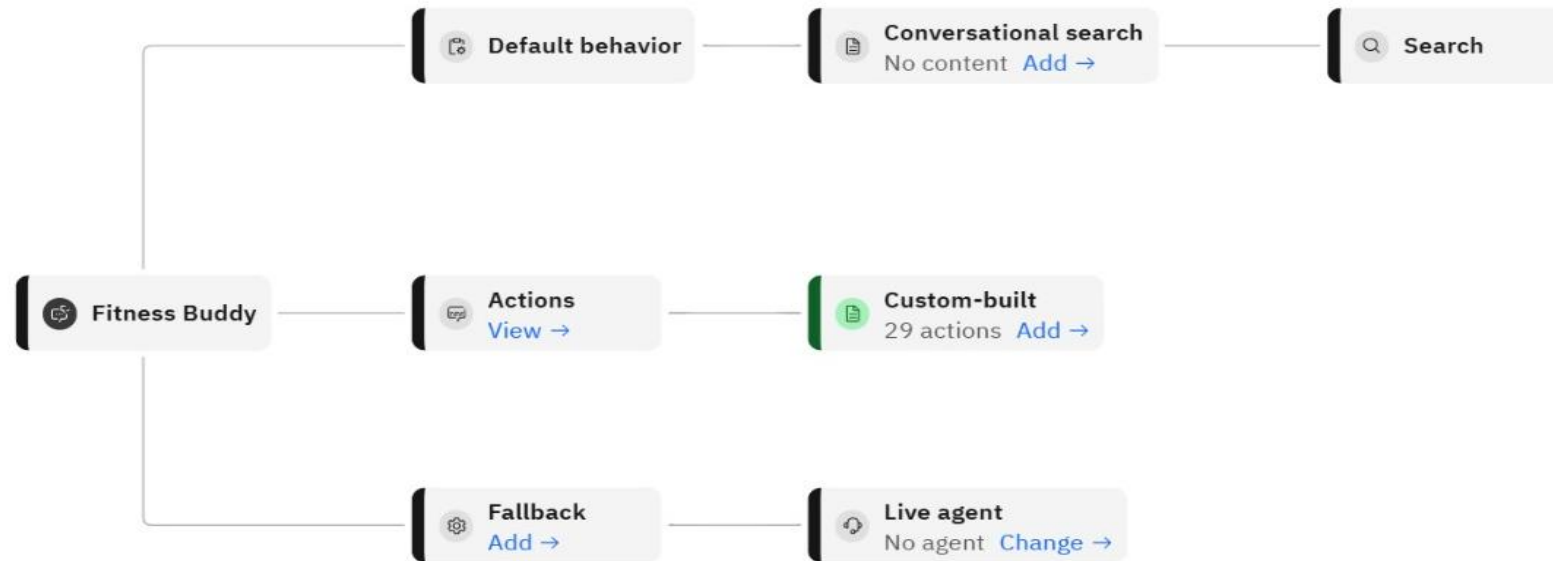 Default behavior
Conversational search
No content Add →
Search
Fitness Buddy
Actions
View →
Custom-built
29 actions Add →
Fallback
Add →
Live agent
No agent Change →